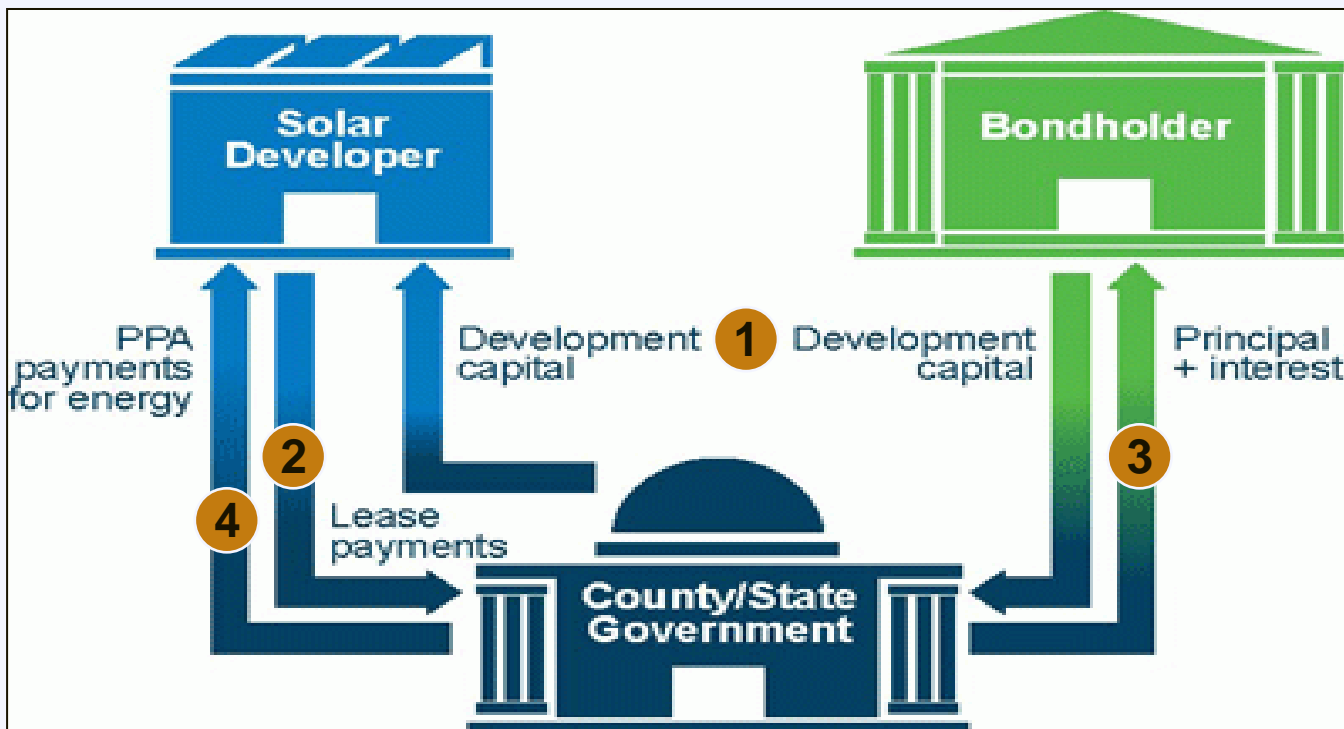 Solar
Developer
Bondholder
PPA
payments
for energy
Development
capital
1
Development
capital
Principal
+ interest
2
3
4
Lease
payments
County/State
Government